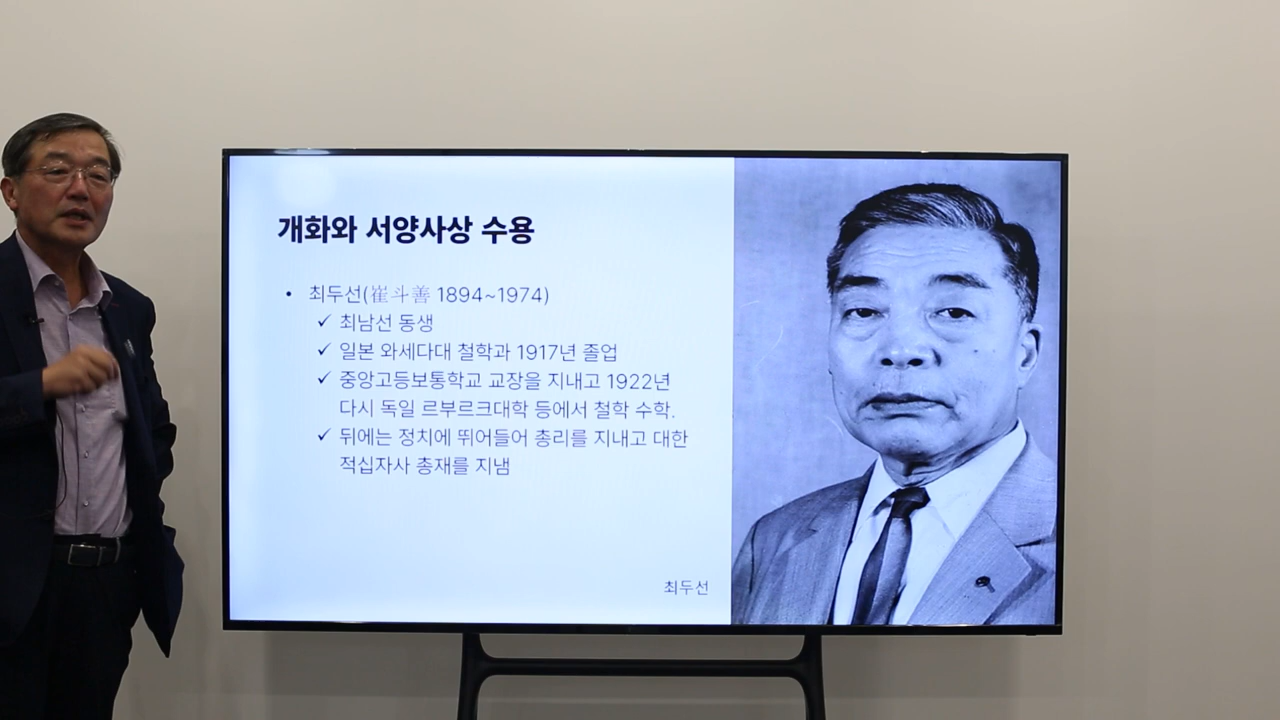 개화와 서양사상 수용
• 최두선(崔斗善 1894~1974)
✓ 최남선 동생
✓ 일본 와세다대 철학과 1917년 졸업
✓ 중앙고등보통학교 교장을 지내고 1922년
다시 독일 르부르크대학 등에서 철학 수학.
✓ 뒤에는 정치에 뛰어들어 총리를 지내고 대한
적십자사 총재를 지냄
최두선